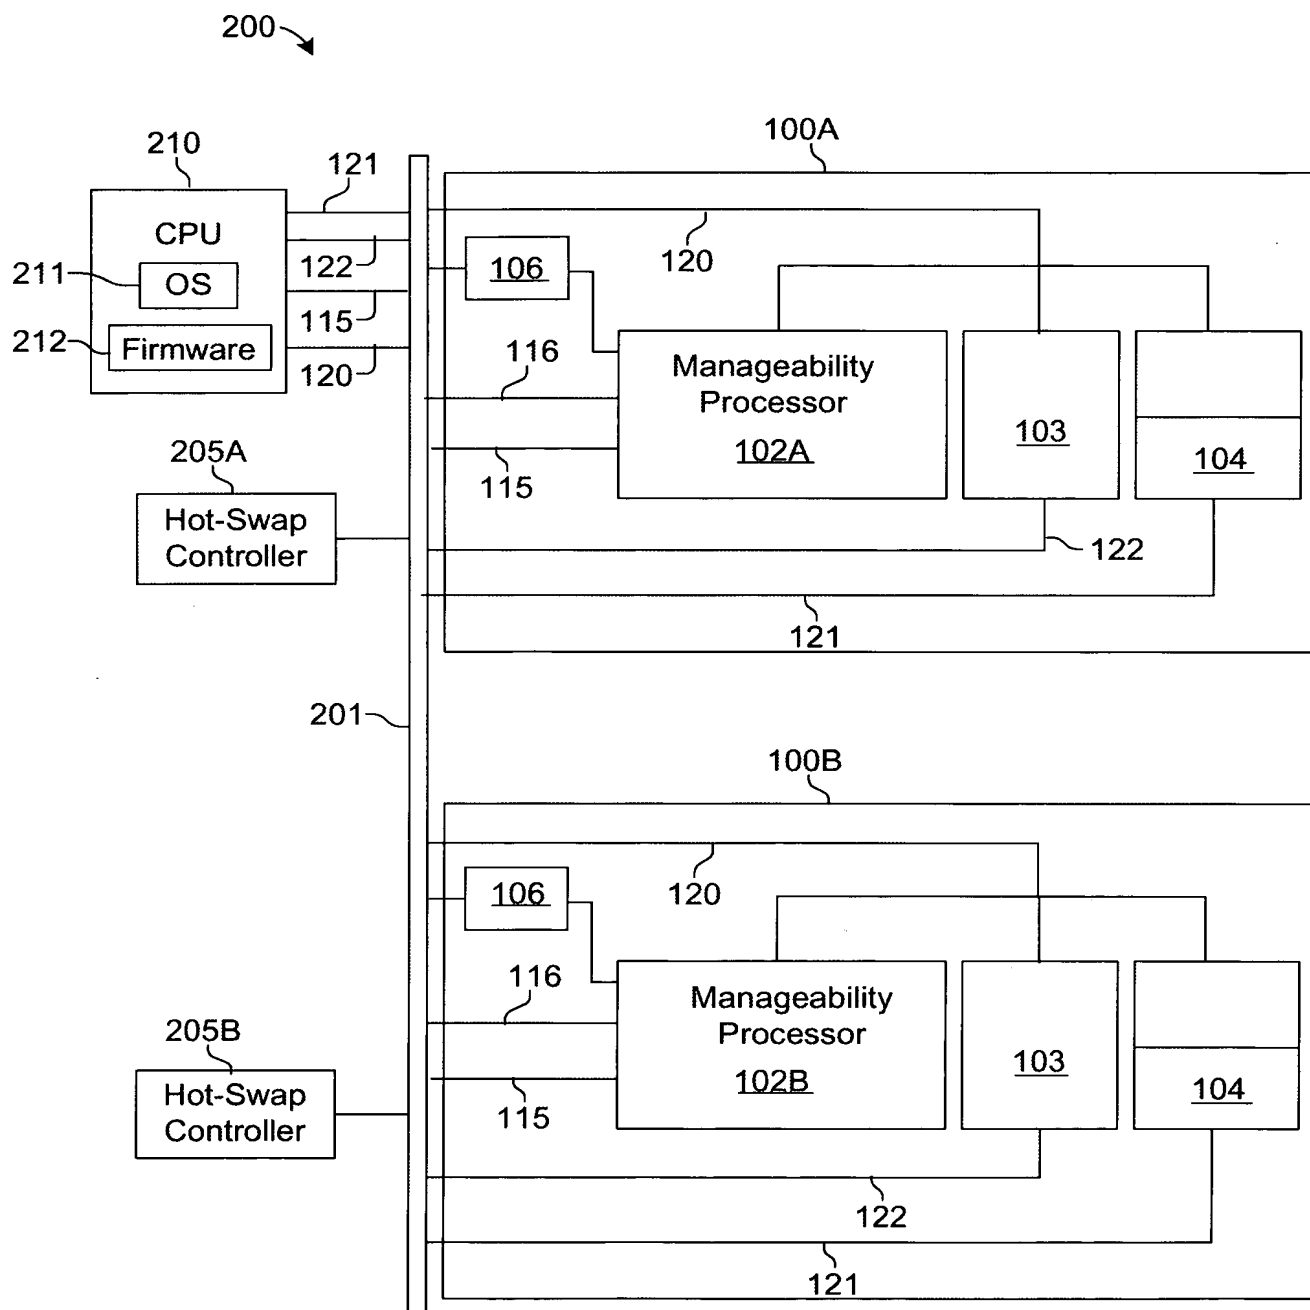 200
210
121
100A
CPU
122
120
106
211
OS
115
116
212
Firmware
120
Manageability
Processor
102A
103
104
205A
115
Hot-Swap
Controller
122
121
201
100B
120
106
116
Manageability
Processor
102B
103
104
205B
115
Hot-Swap
Controller
122
121